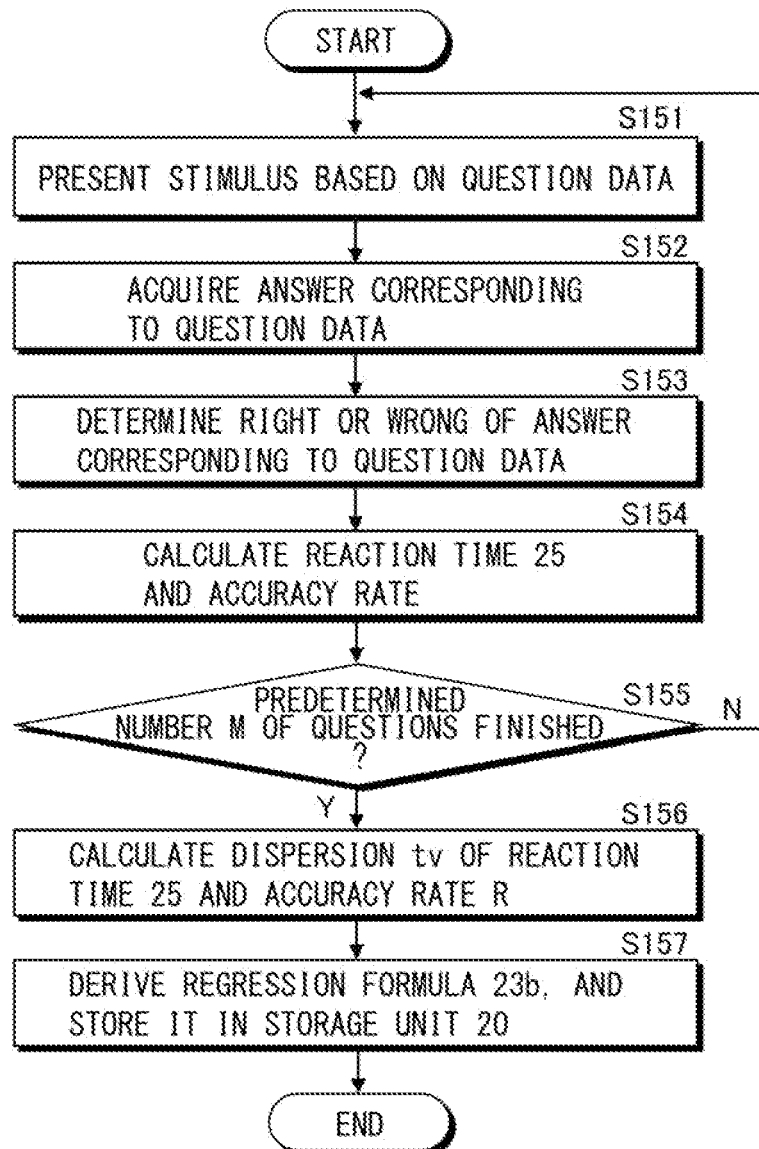 START
S151
PRESENT STIMULUS BASED ON QUESTION DATA
S152
ACQUIRE ANSWER CORRESPONDING
TO QUESTION DATA
S153
DETERMINE RIGHT OR WRONG OF ANSWER
CORRESPONDING TO QUESTION DATA
S154
CALCULATE REACTION TIME 25
AND ACCURACY RATE
S155
PREDETERMINED
NUMBER M OF QUESTIONS FINISHED
?
N
Y
S156
CALCULATE DISPERSION tv OF REACTION
TIME 25 AND ACCURACY RATE R
S157
DERIVE REGRESSION FORMULA 23b, AND
STORE IT IN STORAGE UNIT 20
END